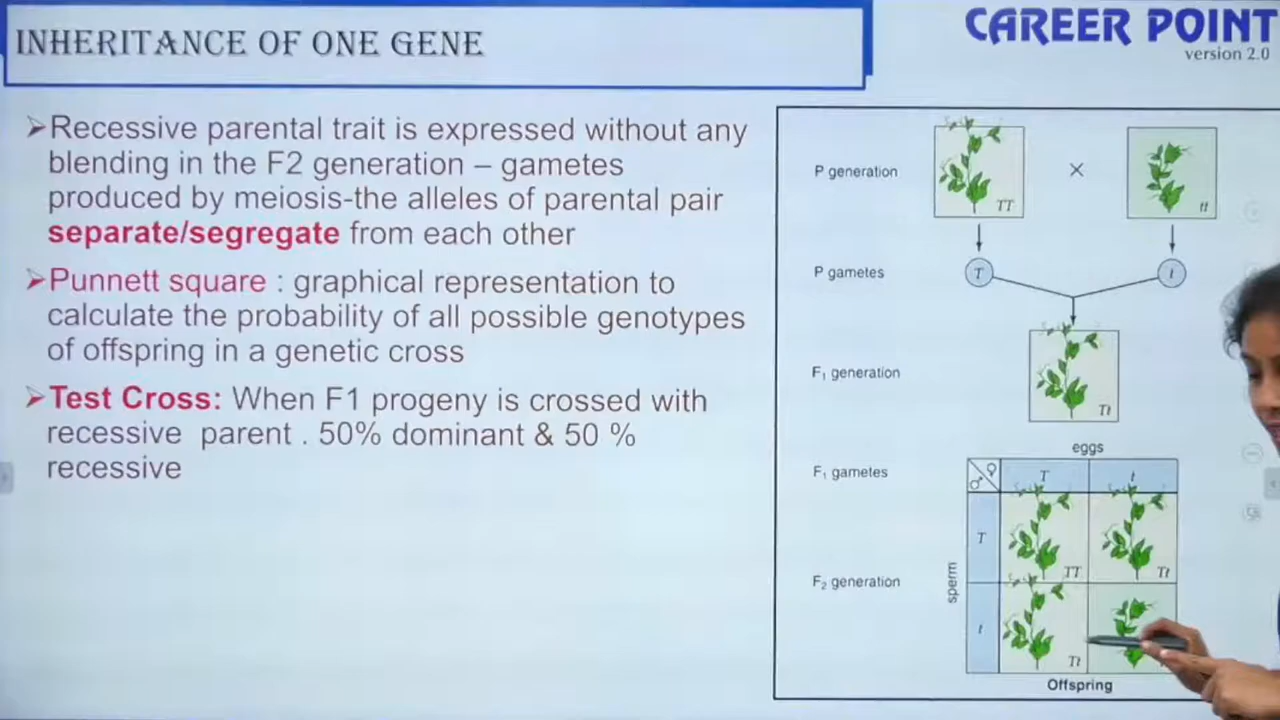 INHERITANCE OF ONE GENE
CAREER POINT
version 2.0
➢Recessive parental trait is expressed without any
blending in the F2 generation – gametes
produced by meiosis-the alleles of parental pair
separate/segregate from each other
➢Punnett square : graphical representation to
calculate the probability of all possible genotypes
of offspring in a genetic cross
➢Test Cross: When F1 progeny is crossed with
recessive parent . 50% dominant & 50 %
recessive
P generation
TT
×
tt
P gametes
T
t
F₁ generation
Tt
eggs
F₁ gametes
♂ ♀
T
t
sperm
T
TT
Tt
F₂ generation
t
Tt
Offspring